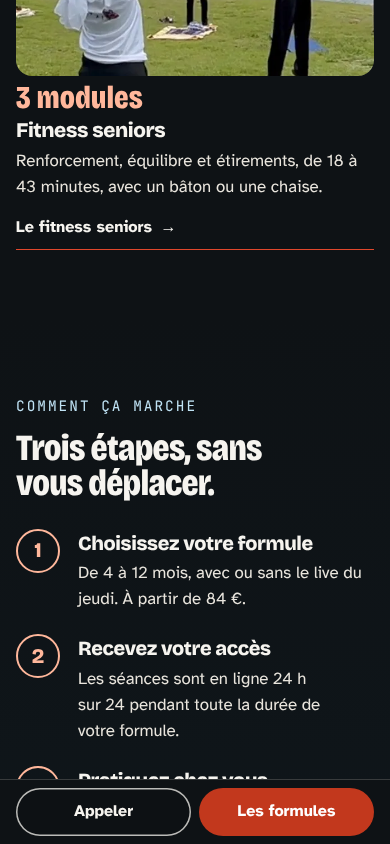 3 modules
Fitness seniors
Renforcement, équilibre et étirements, de 18 à
43 minutes, avec un bâton ou une chaise.
Le fitness seniors →
COMMENT ÇA MARCHE
Trois étapes, sans
vous déplacer.
1
Choisissez votre formule
De 4 à 12 mois, avec ou sans le live du
jeudi. À partir de 84 €.
2
Recevez votre accès
Les séances sont en ligne 24 h
sur 24 pendant toute la durée de
votre formule.
Pratiquez chez vous
Appeler
Les formules